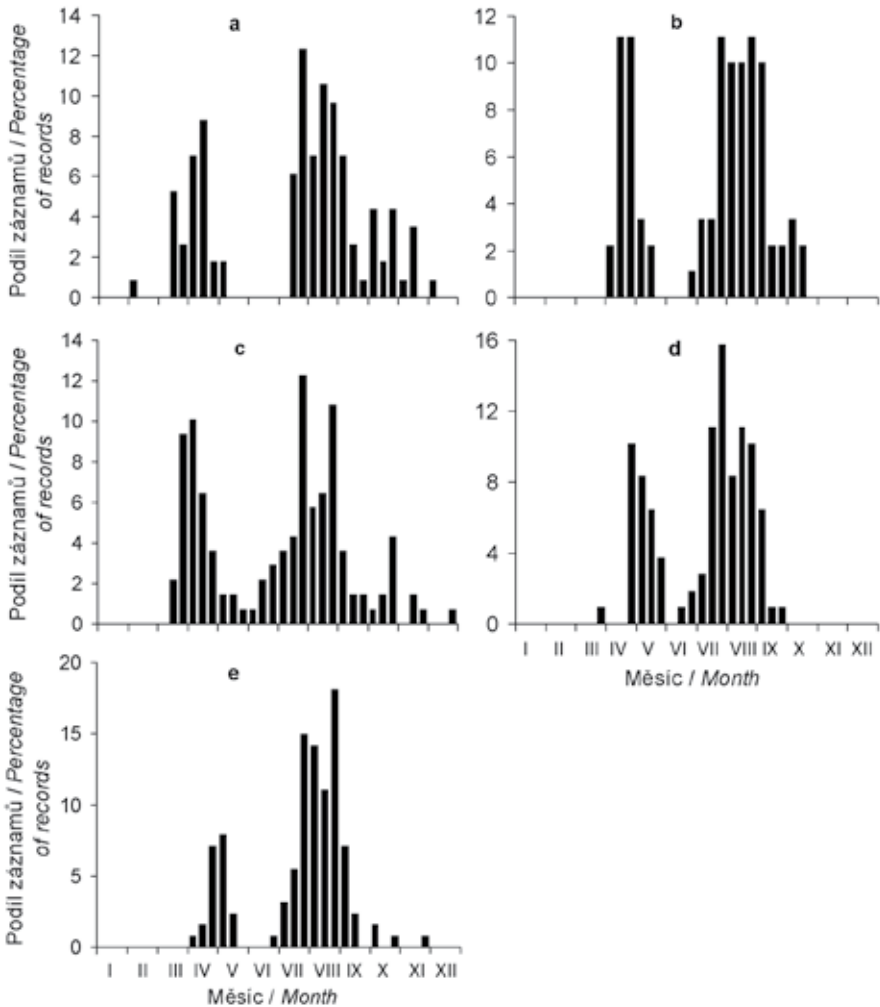 a
14
12
10
8
6
4
2
0
Podíl záznamů / Percentage
of records
b
12
10
8
6
4
2
0
c
14
12
10
8
6
4
2
0
Podíl záznamů / Percentage
of records
d
16
12
8
4
0
I II III IV V VI VII VIII IX X XI XII
Měsíc / Month
e
20
15
10
5
0
Podíl záznamů / Percentage
of records
I II III IV V VI VII VIII IX X XI XII
Měsíc / Month